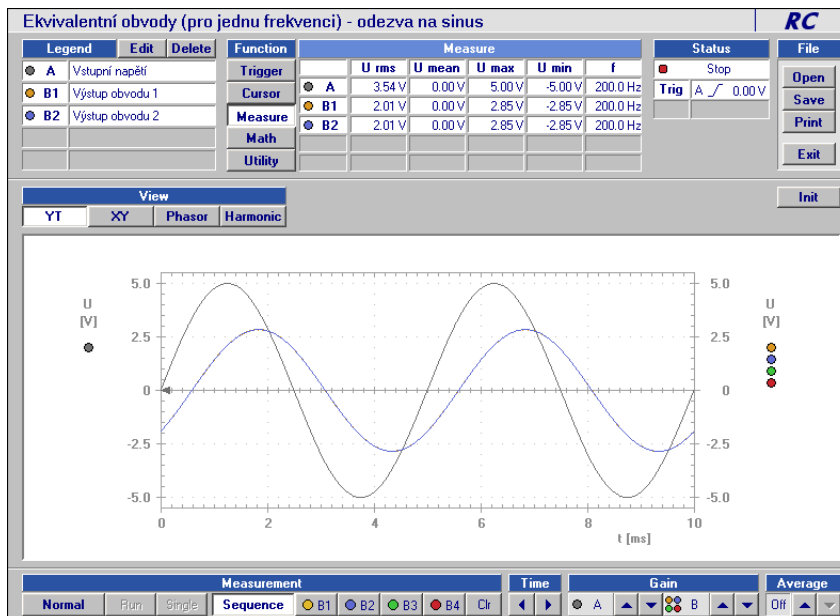 Ekvivalentní obvody (pro jednu frekvenci) - odezva na sinus
RC
Legend Edit Delete
A Vstupní napětí
B1 Výstup obvodu 1
B2 Výstup obvodu 2
Function
Trigger
Cursor
Measure
Math
Utility
Measure
U rms U mean U max U min f
A 3.54 V 0.00 V 5.00 V -5.00 V 200.0 Hz
B1 2.01 V 0.00 V 2.85 V -2.85 V 200.0 Hz
B2 2.01 V 0.00 V 2.85 V -2.85 V 200.0 Hz
Status
Stop
Trig A 0.00 V
File
Open
Save
Print
Exit
Init
View
YT XY Phasor Harmonic
U
[V]
5.0
2.5
0
-2.5
-5.0
5.0
2.5
0
-2.5
-5.0
U
[V]
0 2 4 6 8 10
t [ms]
Measurement
Normal Run Single Sequence B1 B2 B3 B4 Clr
Time
Gain
A B
Average
Off